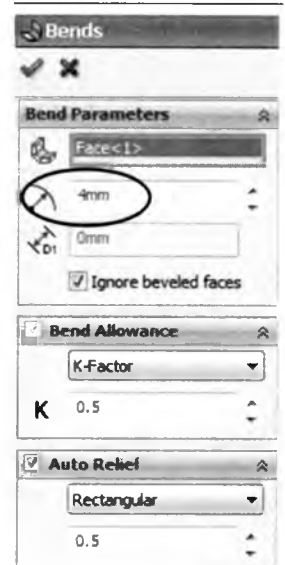 Bends
Bend Parameters
Face<1>
4mm
D1 0mm
Ignore beveled faces
Bend Allowance
K-Factor
K 0.5
Auto Relief
Rectangular
0.5